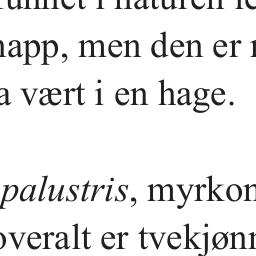 i naturen
napp, men den er
a vært i en hage.
palustris, myrkon
overalt er tvekjønn